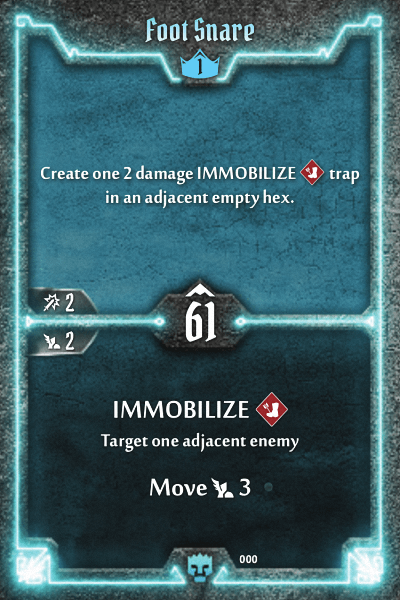 Foot Snare
1
Create one 2 damage IMMOBILIZE trap
in an adjacent empty hex.
2
61
2
IMMOBILIZE
Target one adjacent enemy
Move 3
000